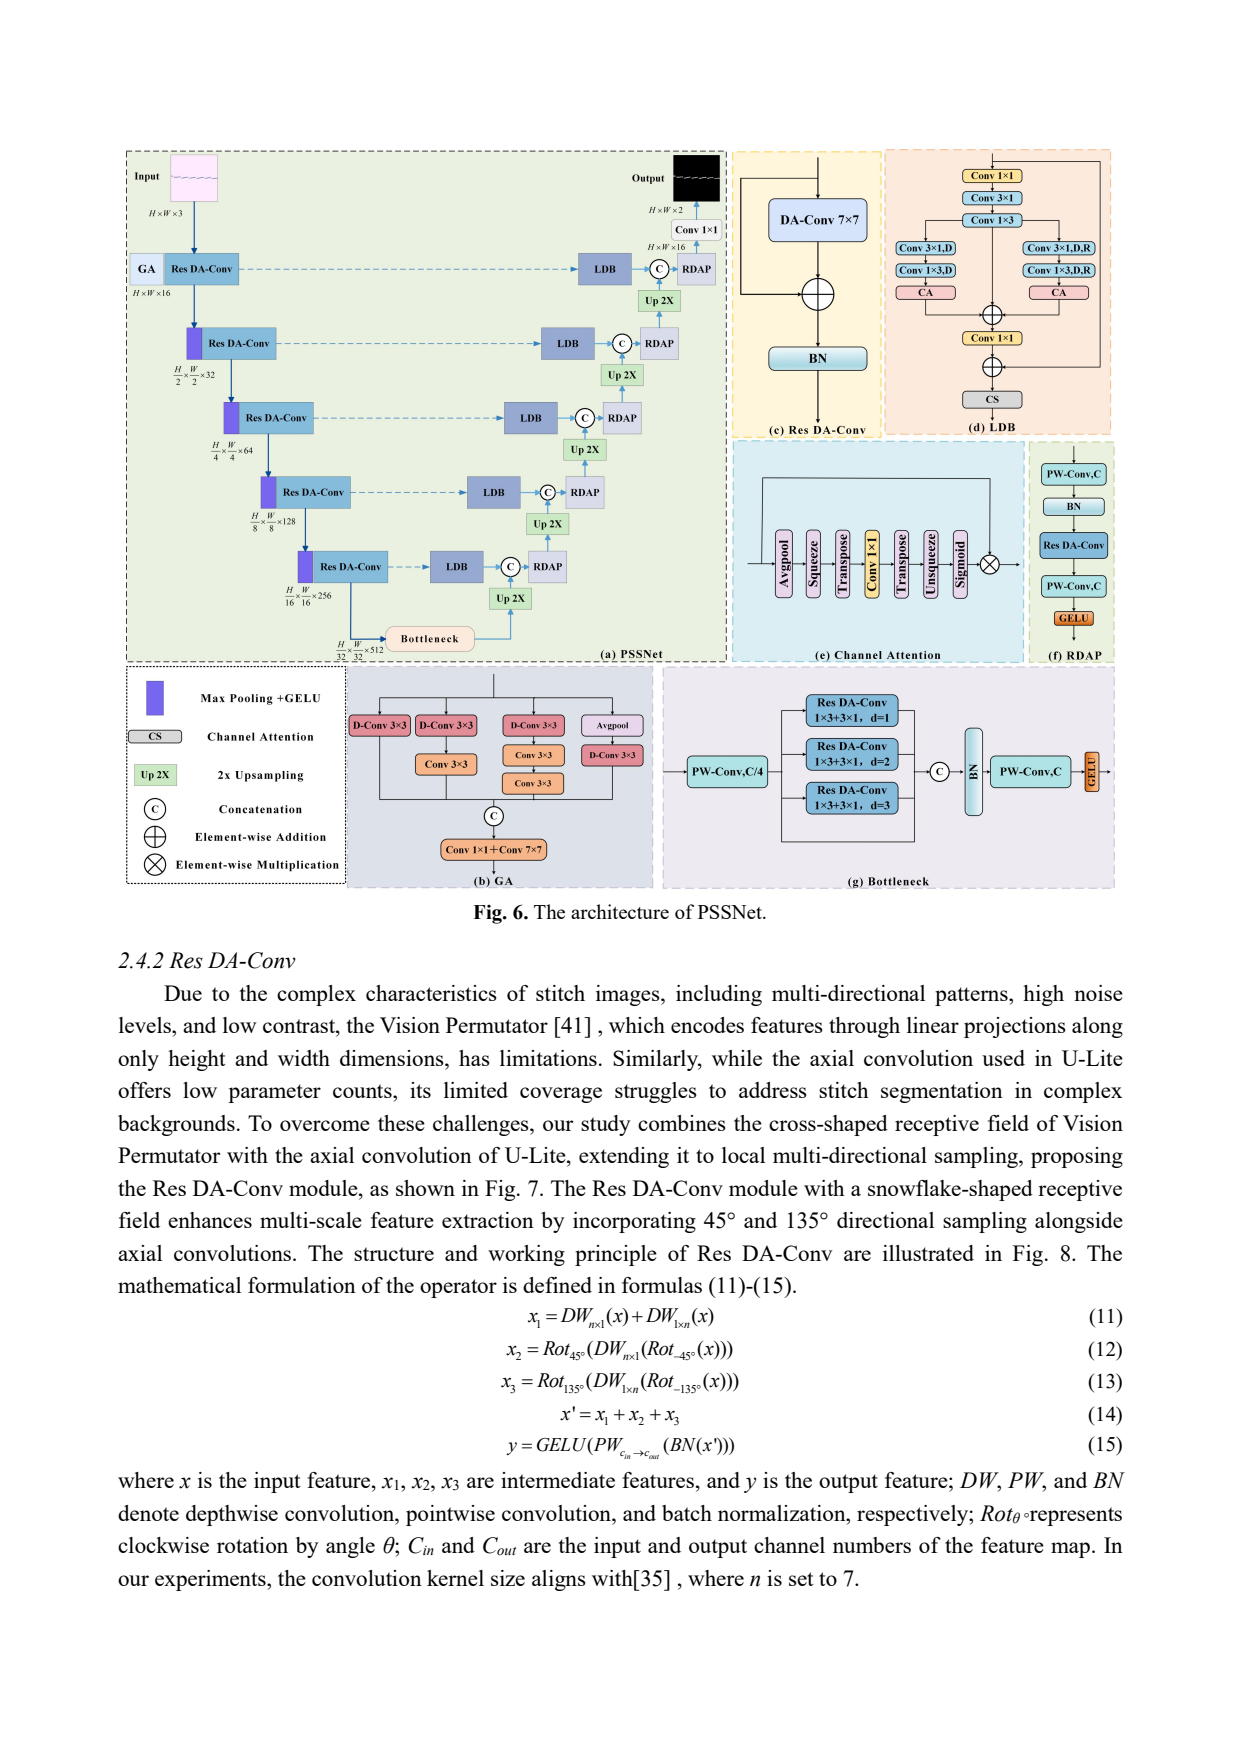 Input
Output
H×W×3
H×W×2
Conv 1×1
H×W×16
GA
Res DA-Conv
LDB
C
RDAP
H×W×16
Up 2X
Res DA-Conv
LDB
C
RDAP
H/2×W/2×32
Up 2X
Res DA-Conv
LDB
C
RDAP
H/4×W/4×64
Up 2X
Res DA-Conv
LDB
C
RDAP
H/8×W/8×128
Up 2X
Res DA-Conv
LDB
C
RDAP
H/16×W/16×256
Up 2X
Bottleneck
H/32×W/32×512
(a) PSSNet
DA-Conv 7×7
BN
(c) Res DA-Conv
Conv 1×1
Conv 3×1
Conv 1×3
Conv 3×1,D
Conv 3×1,D,R
Conv 1×3,D
Conv 1×3,D,R
CA
CA
Conv 1×1
CS
(d) LDB
Avgpool
Squeeze
Transpose
Conv 1×1
Transpose
Unsqueeze
Sigmoid
(e) Channel Attention
PW-Conv,C
BN
Res DA-Conv
PW-Conv,C
GELU
(f) RDAP
Max Pooling +GELU
CS
Channel Attention
Up 2X
2x Upsampling
C
Concatenation
Element-wise Addition
Element-wise Multiplication
D-Conv 3×3
D-Conv 3×3
D-Conv 3×3
Avgpool
Conv 3×3
Conv 3×3
D-Conv 3×3
Conv 3×3
C
Conv 1×1+Conv 7×7
(b) GA
PW-Conv,C/4
Res DA-Conv
1×3+3×1, d=1
Res DA-Conv
1×3+3×1, d=2
Res DA-Conv
1×3+3×1, d=3
C
BN
PW-Conv,C
GELU
(g) Bottleneck
Fig. 6. The architecture of PSSNet.
2.4.2 Res DA-Conv
Due to the complex characteristics of stitch images, including multi-directional patterns, high noise
levels, and low contrast, the Vision Permutator [41] , which encodes features through linear projections along
only height and width dimensions, has limitations. Similarly, while the axial convolution used in U-Lite
offers low parameter counts, its limited coverage struggles to address stitch segmentation in complex
backgrounds. To overcome these challenges, our study combines the cross-shaped receptive field of Vision
Permutator with the axial convolution of U-Lite, extending it to local multi-directional sampling, proposing
the Res DA-Conv module, as shown in Fig. 7. The Res DA-Conv module with a snowflake-shaped receptive
field enhances multi-scale feature extraction by incorporating 45° and 135° directional sampling alongside
axial convolutions. The structure and working principle of Res DA-Conv are illustrated in Fig. 8. The
mathematical formulation of the operator is defined in formulas (11)-(15).
x₁ = DWₙₓ₁(x) + DW₁ₓₙ(x) (11)
x₂ = Rot₄₅°(DWₙₓ₁(Rot₋₄₅°(x))) (12)
x₃ = Rot₁₃₅°(DW₁ₓₙ(Rot₋₁₃₅°(x))) (13)
x' = x₁ + x₂ + x₃ (14)
y = GELU(PW_{c_in→c_out}(BN(x'))) (15)
where x is the input feature, x₁, x₂, x₃ are intermediate features, and y is the output feature; DW, PW, and BN
denote depthwise convolution, pointwise convolution, and batch normalization, respectively; Rotθ°represents
clockwise rotation by angle θ; C_in and C_out are the input and output channel numbers of the feature map. In
our experiments, the convolution kernel size aligns with[35] , where n is set to 7.